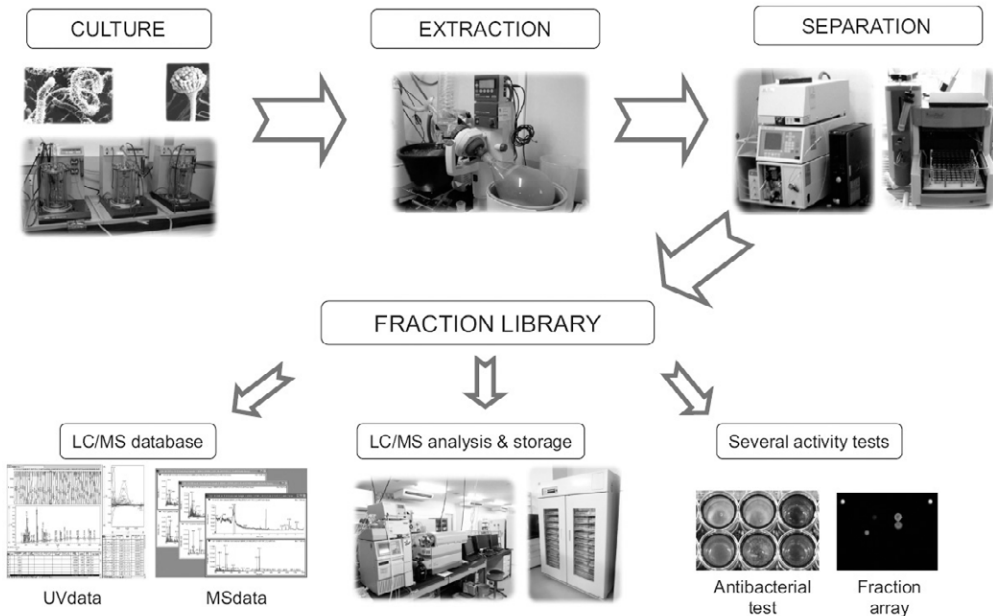 CULTURE
EXTRACTION
SEPARATION
FRACTION LIBRARY
LC/MS database
LC/MS analysis & storage
Several activity tests
UVdata
MSdata
Antibacterial
test
Fraction
array